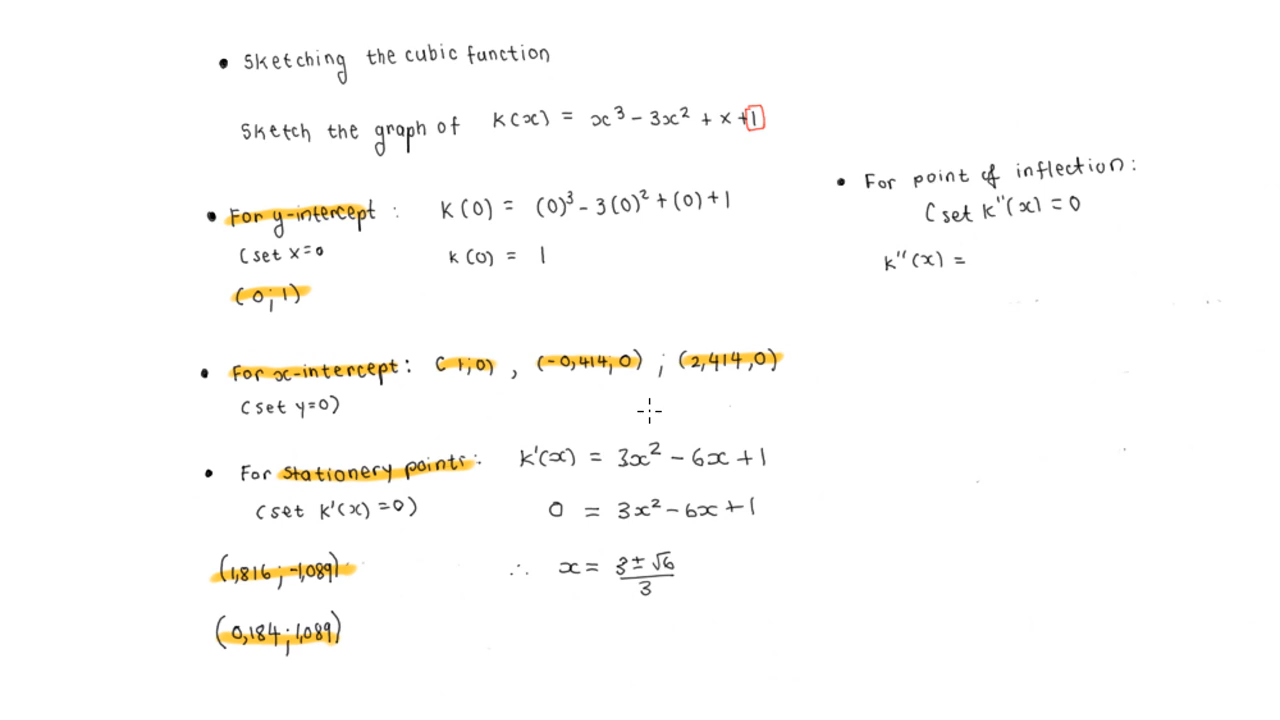 • Sketching the cubic function
Sketch the graph of k(x) = x³ - 3x² + x + 1
• For y-intercept : k(0) = (0)³ - 3(0)² + (0) + 1
(set x=0 k(0) = 1
(0;1)
• For x-intercept: (1;0) , (-0,414;0) ; (2,414,0)
(set y=0)
• For stationery points: k'(x) = 3x² - 6x + 1
(set k'(x) =0) 0 = 3x² - 6x + 1
(1,816; -1,089) ∴ x = 3 ± √6 / 3
(0,184; 1,089)
• For point of inflection:
(set k''(x) = 0
k''(x) =